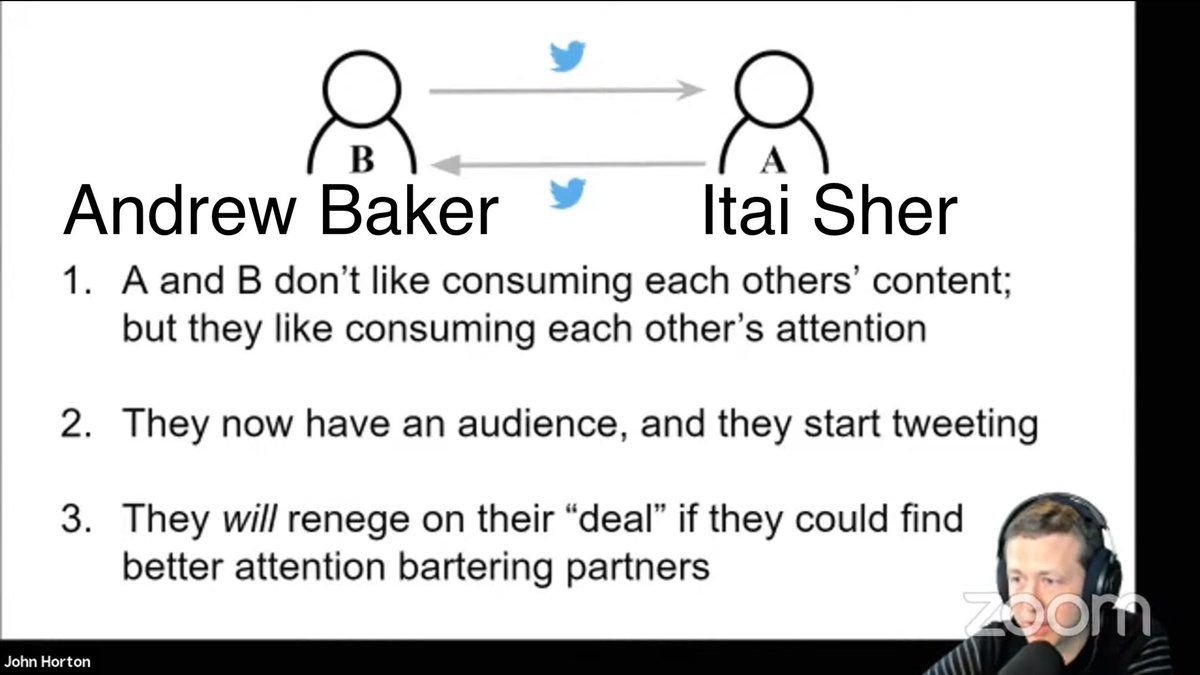 B
A
Andrew Baker
Itai Sher
1. A and B don't like consuming each others' content;
but they like consuming each other's attention
2. They now have an audience, and they start tweeting
3. They will renege on their "deal" if they could find
better attention bartering partners
zoom
John Horton